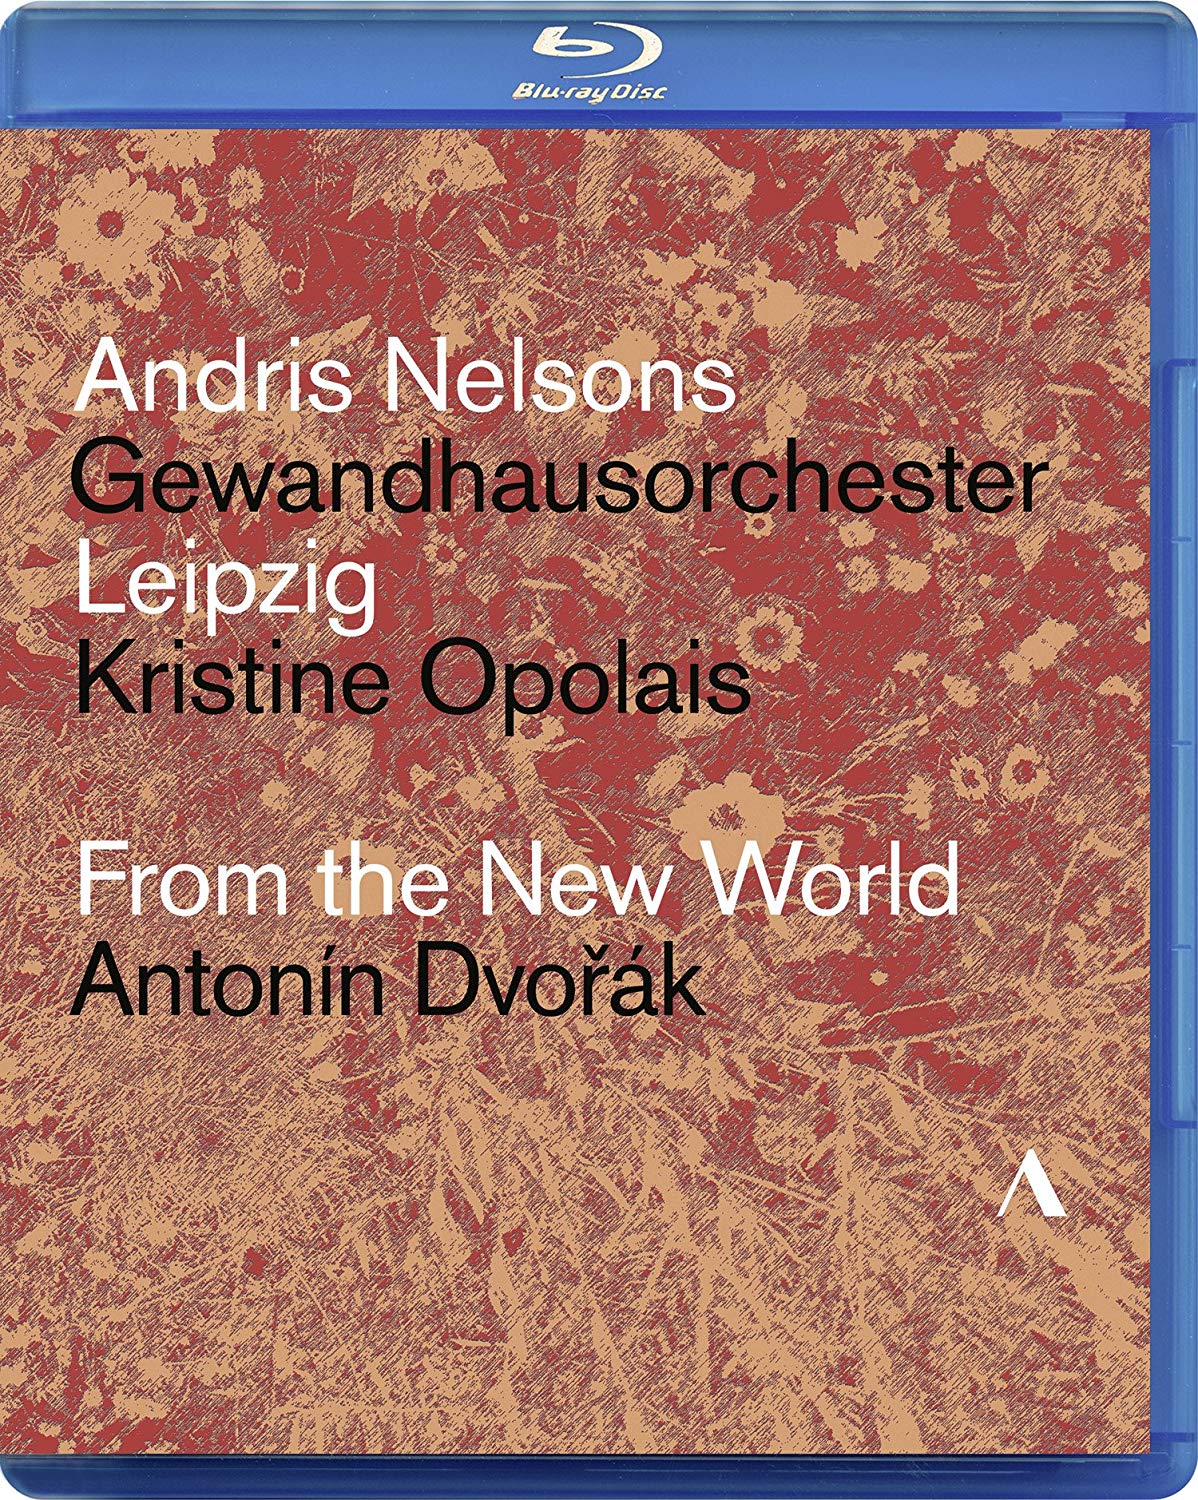 Blu-ray Disc
Andris Nelsons
Gewandhausorchester
Leipzig
Kristine Opolais
From the New World
Antonín Dvořák